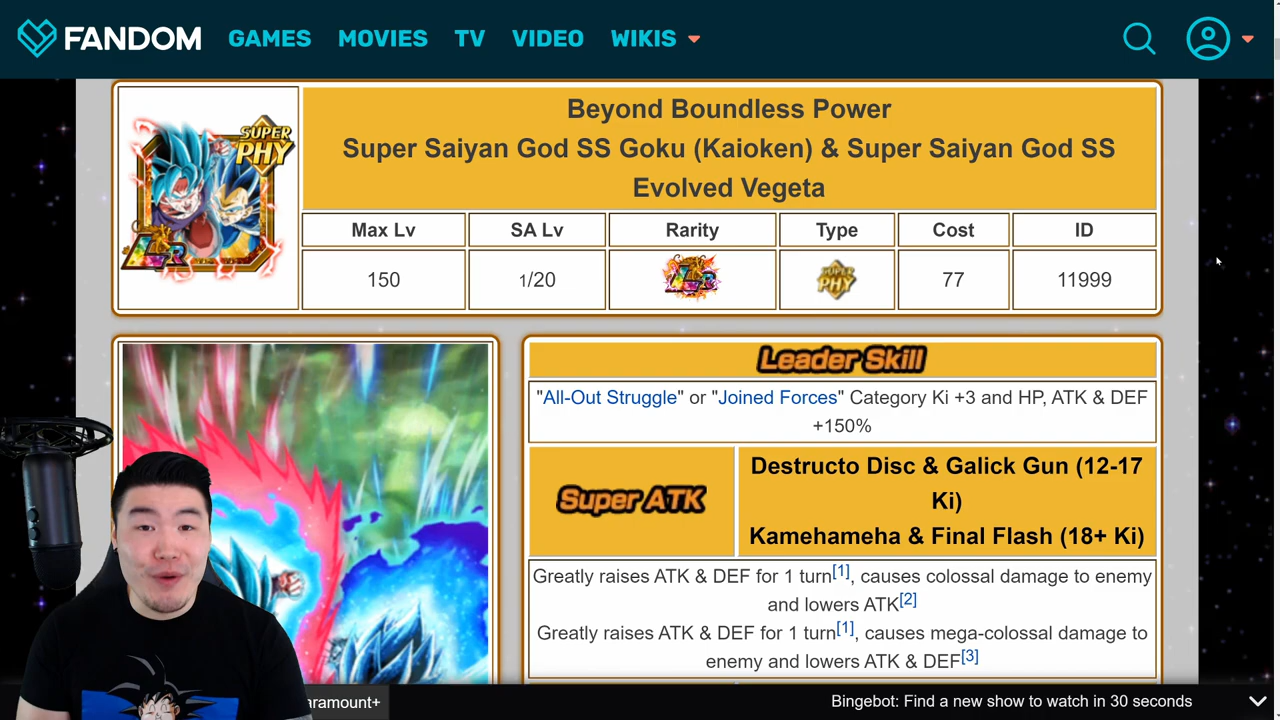 FANDOM GAMES MOVIES TV VIDEO WIKIS
Beyond Boundless Power
Super Saiyan God SS Goku (Kaioken) & Super Saiyan God SS
Evolved Vegeta
SUPER
PHY
LR
Max Lv SA Lv Rarity Type Cost ID
150 1/20 LR SUPER PHY 77 11999
Leader Skill
"All-Out Struggle" or "Joined Forces" Category Ki +3 and HP, ATK & DEF
+150%
Super ATK
Destructo Disc & Galick Gun (12-17
Ki)
Kamehameha & Final Flash (18+ Ki)
Greatly raises ATK & DEF for 1 turn[1], causes colossal damage to enemy
and lowers ATK[2]
Greatly raises ATK & DEF for 1 turn[1], causes mega-colossal damage to
enemy and lowers ATK & DEF[3]
aramount+
Bingebot: Find a new show to watch in 30 seconds